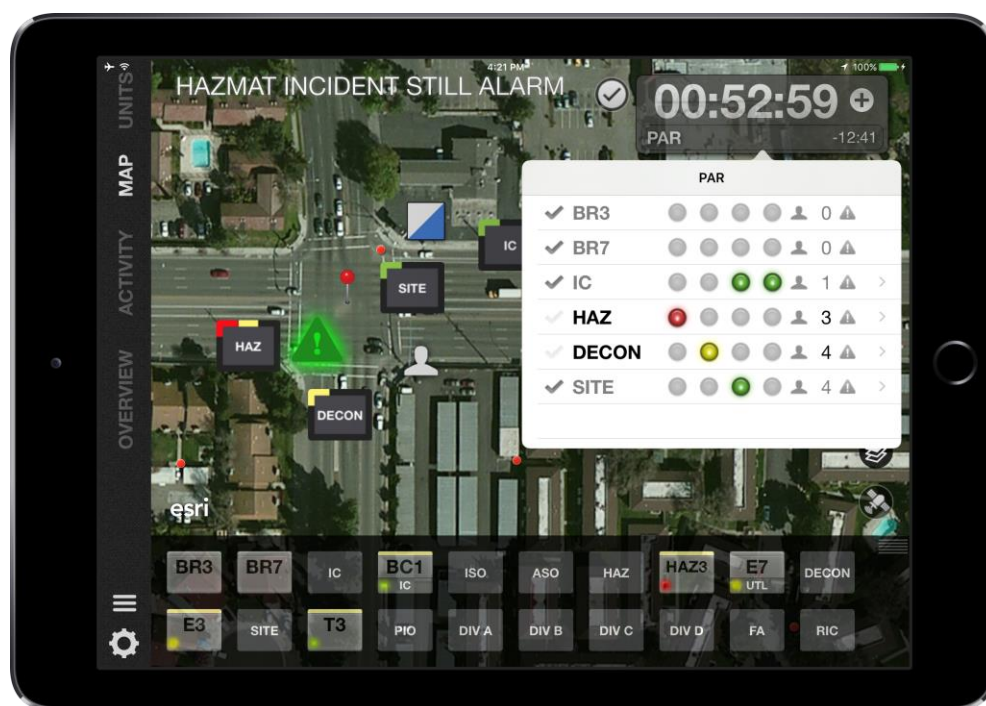 4:21 PM
100%
HAZMAT INCIDENT STILL ALARM
00:52:59
PAR -12:41
UNITS
MAP
ACTIVITY
OVERVIEW
PAR
BR3 0
BR7 0
IC 1
HAZ 3
DECON 4
SITE 4
IC
SITE
HAZ
DECON
esri
BR3 BR7 IC BC1 IC ISO ASO HAZ HAZ3 E7 UTL DECON
E3 SITE T3 PIO DIV A DIV B DIV C DIV D FA RIC